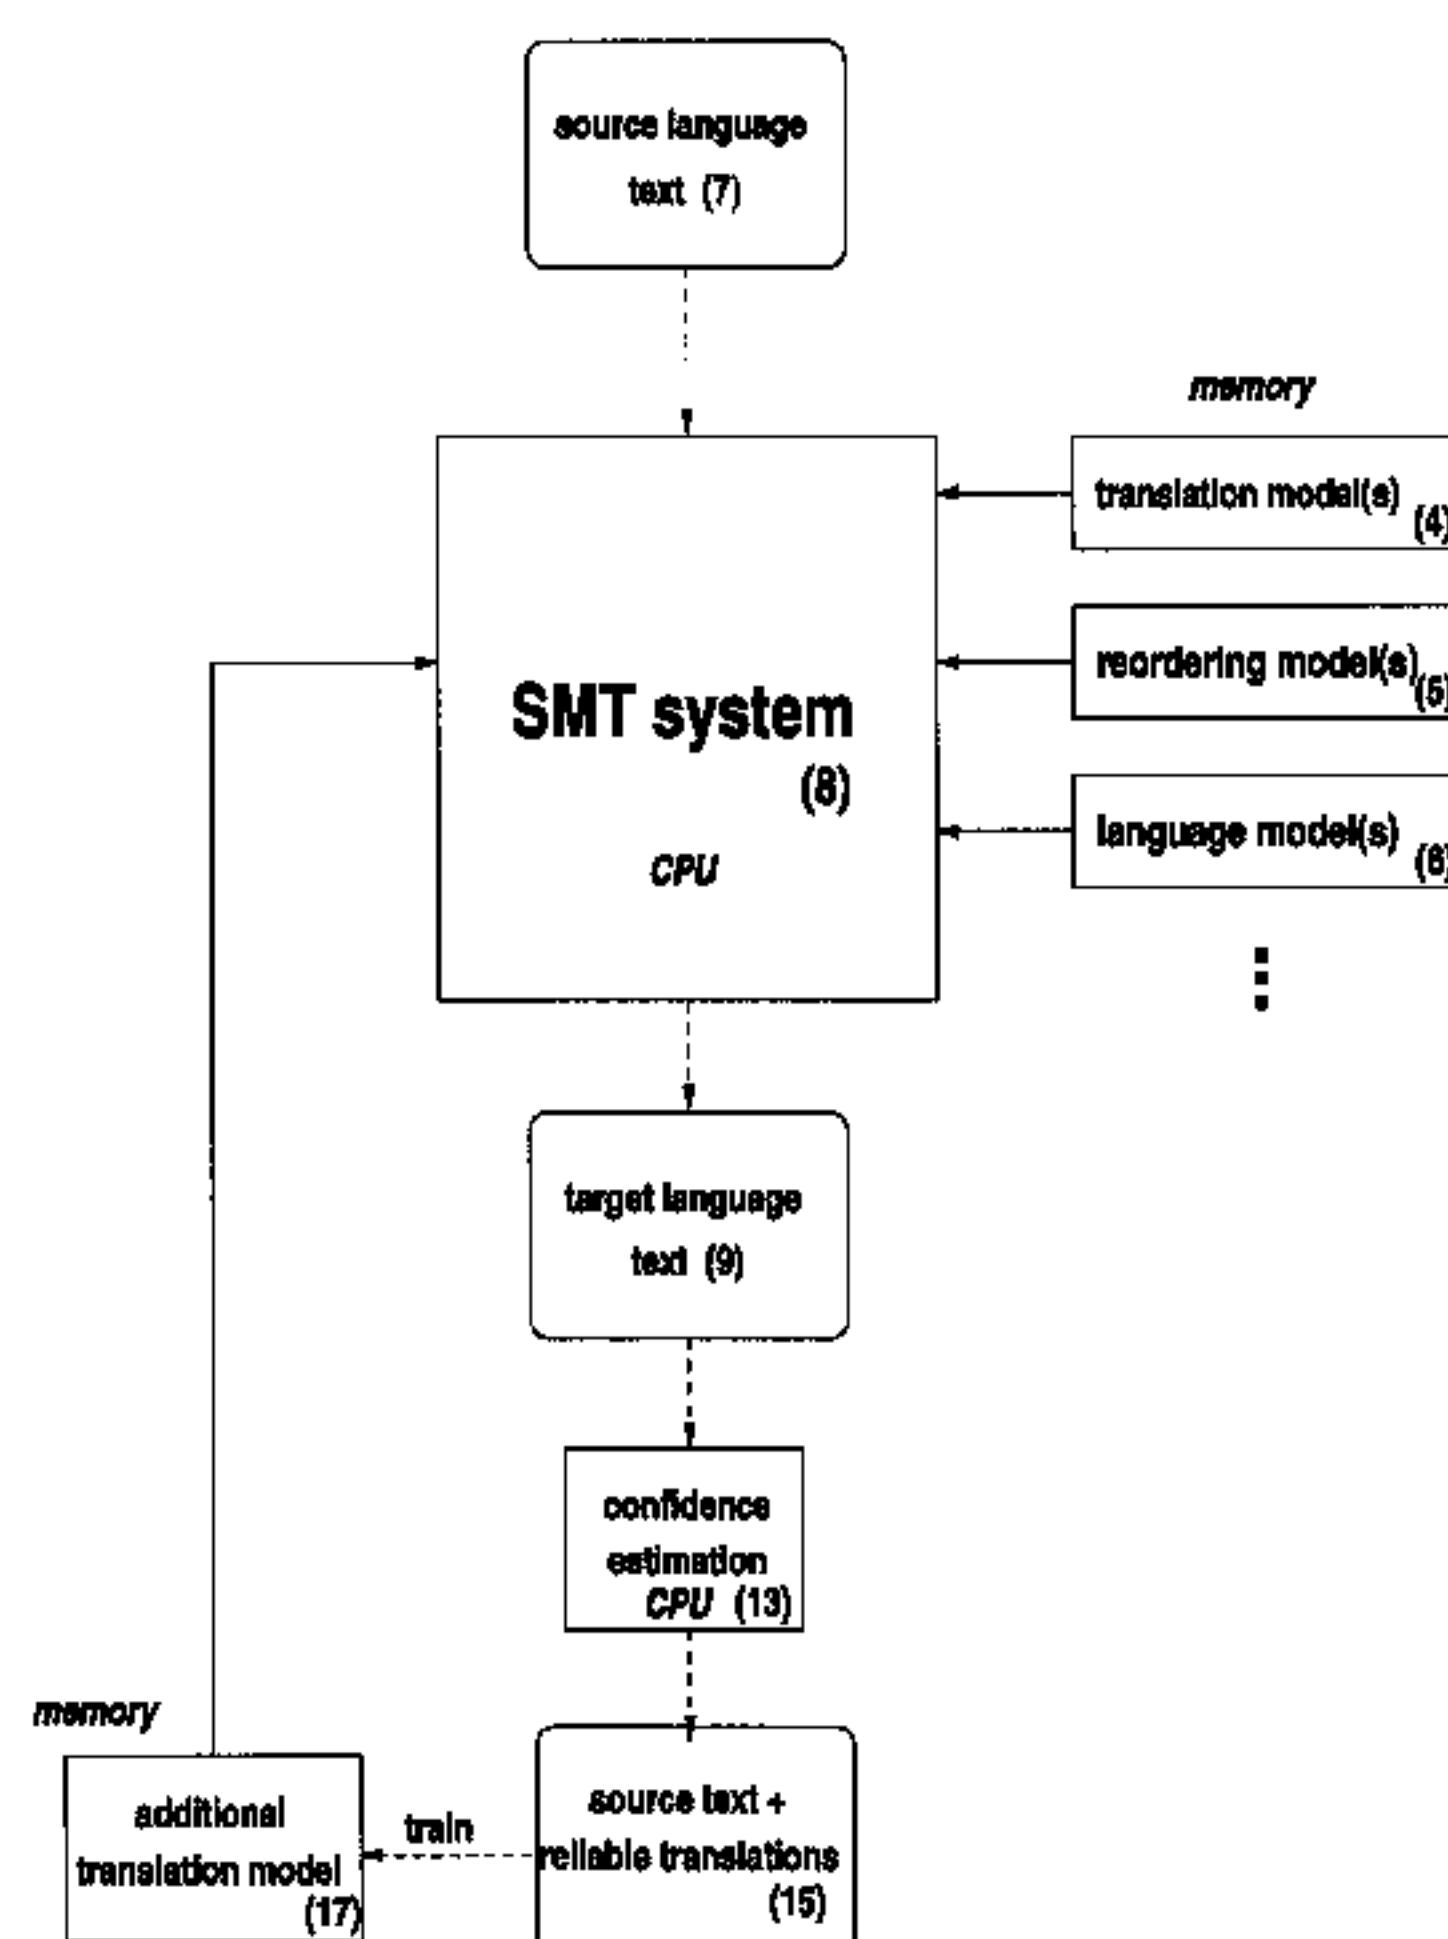 source language
text (7)
memory
translation model(s)
(4)
reordering model(s)
(5)
SMT system
(8)
language model(s)
(6)
CPU
target language
text (9)
confidence
estimation
CPU (13)
memory
additional
translation model
(17)
train
source text +
reliable translations
(15)